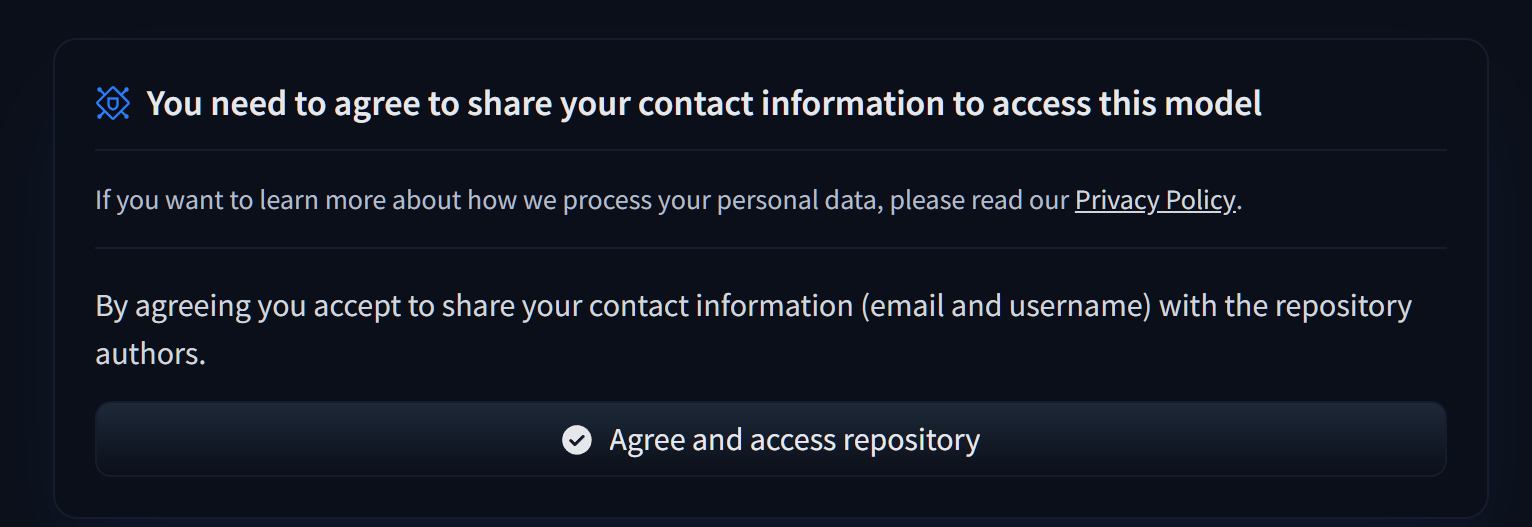 You need to agree to share your contact information to access this model
If you want to learn more about how we process your personal data, please read our Privacy Policy.
By agreeing you accept to share your contact information (email and username) with the repository
authors.
Agree and access repository